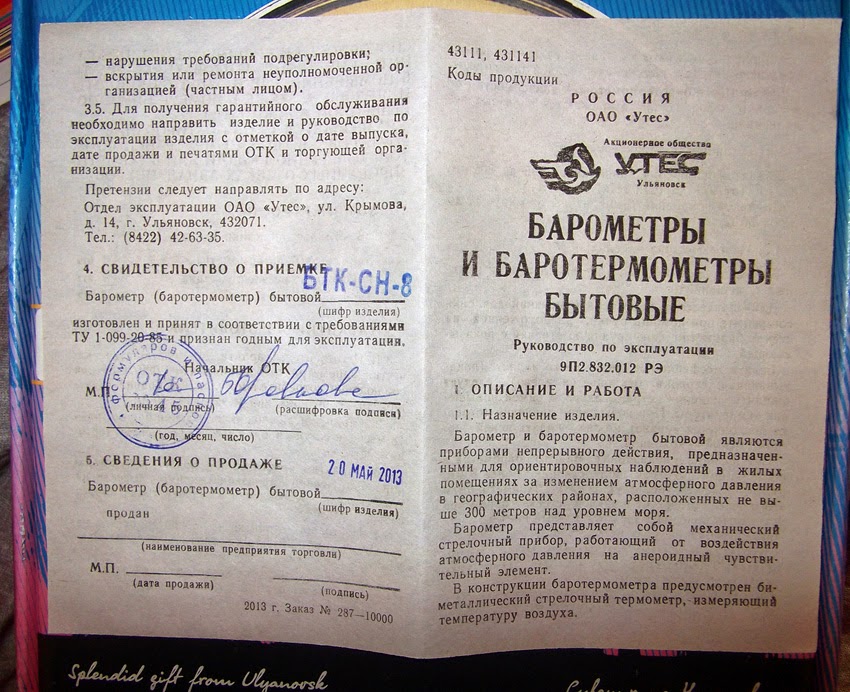 — нарушения требований подрегулировки;
— вскрытия или ремонта неуполномоченной ор-
ганизацией (частным лицом).
3.5. Для получения гарантийного обслуживания
необходимо направить изделие и руководство по
эксплуатации изделия с отметкой о дате выпуска,
дате продажи и печатями ОТК и торгующей орга-
низации.
Претензии следует направлять по адресу:
Отдел эксплуатации ОАО «Утес», ул. Крымова,
д. 14, г. Ульяновск, 432071.
Тел.: (8422) 42-63-35.
4. СВИДЕТЕЛЬСТВО О ПРИЕМКЕ
БТК-СН-8
Барометр (баротермометр) бытовой
(шифр изделия)
изготовлен и принят в соответствии с требованиями
ТУ 1-099-20-85 и признан годным для эксплуатации.
Начальник ОТК
М.П.
ОТК
(личная подпись) (расшифровка подписи)
(год, месяц, число)
5. СВЕДЕНИЯ О ПРОДАЖЕ
20 МАЙ 2013
Барометр (баротермометр) бытовой
(шифр изделия)
продан
(наименование предприятия торговли)
М.П.
(дата продажи) (подпись)
2013 г. Заказ № 287—10000
43111, 431141
Коды продукции
РОССИЯ
ОАО «Утес»
Акционерное общество
УТЕС
Ульяновск
БАРОМЕТРЫ
И БАРОТЕРМОМЕТРЫ
БЫТОВЫЕ
Руководство по эксплуатации
9П2.832.012 РЭ
1. ОПИСАНИЕ И РАБОТА
1.1. Назначение изделия.
Барометр и баротермометр бытовой являются
приборами непрерывного действия, предназначен-
ными для ориентировочных наблюдений в жилых
помещениях за изменением атмосферного давления
в географических районах, расположенных не вы-
ше 300 метров над уровнем моря.
Барометр представляет собой механический
стрелочный прибор, работающий от воздействия
атмосферного давления на анероидный чувстви-
тельный элемент.
В конструкции баротермометра предусмотрен би-
металлический стрелочный термометр, измеряющий
температуру воздуха.
Splendid gift from Ulyanovsk